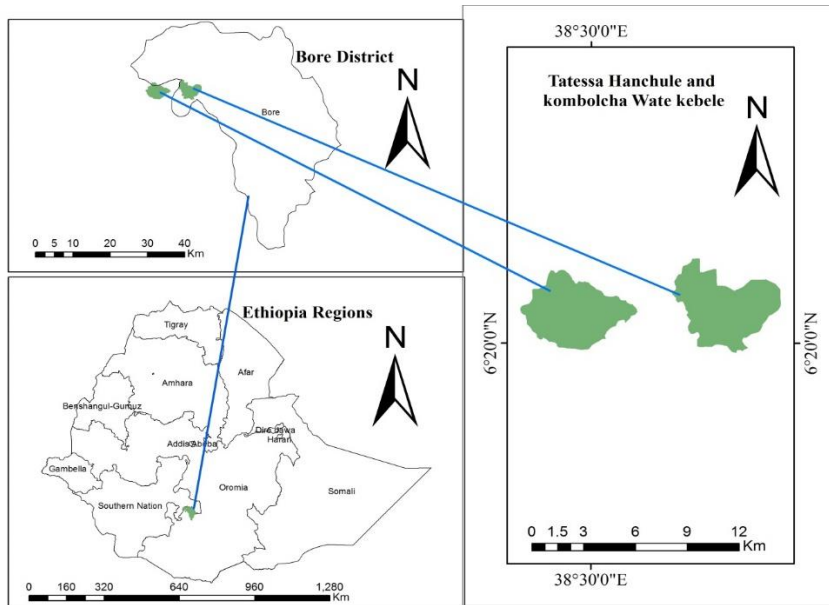 Bore District
N
Bore
0 5 10 20 30 40
Km
Ethiopia Regions
N
Tigray
Afar
Amhara
Benshangul-Gumuz
Dire Dawa
Harari
Addis Ababa
Gambella
Oromia
Somali
Southern Nation
0 160 320 640 960 1,280
Km
38°30'0"E
Tatessa Hanchule and
kombolcha Wate kebele
N
6°20'0"N
6°20'0"N
0 1.5 3 6 9 12
Km
38°30'0"E